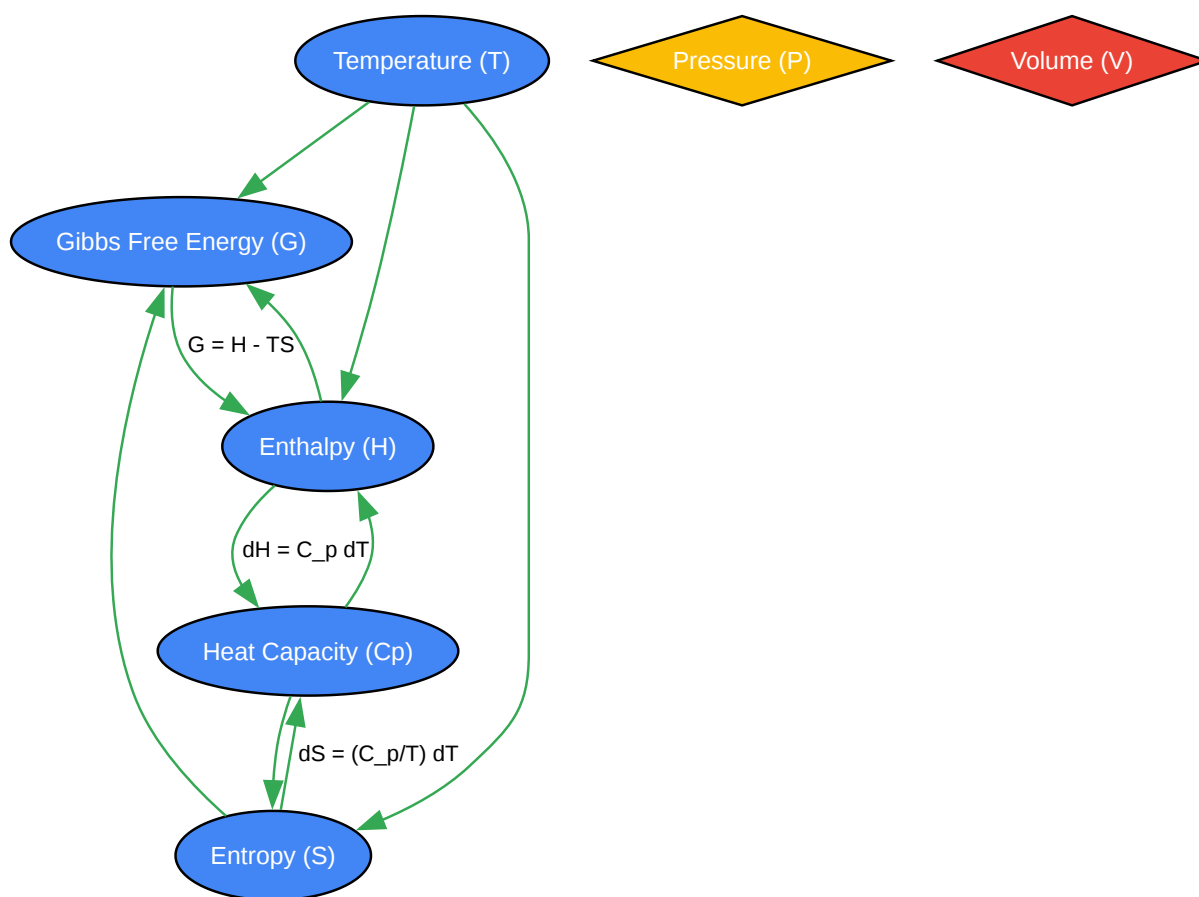 Temperature (T)
Pressure (P)
Volume (V)
Gibbs Free Energy (G)
G = H - TS
Enthalpy (H)
dH = C_p dT
Heat Capacity (Cp)
dS = (C_p/T) dT
Entropy (S)